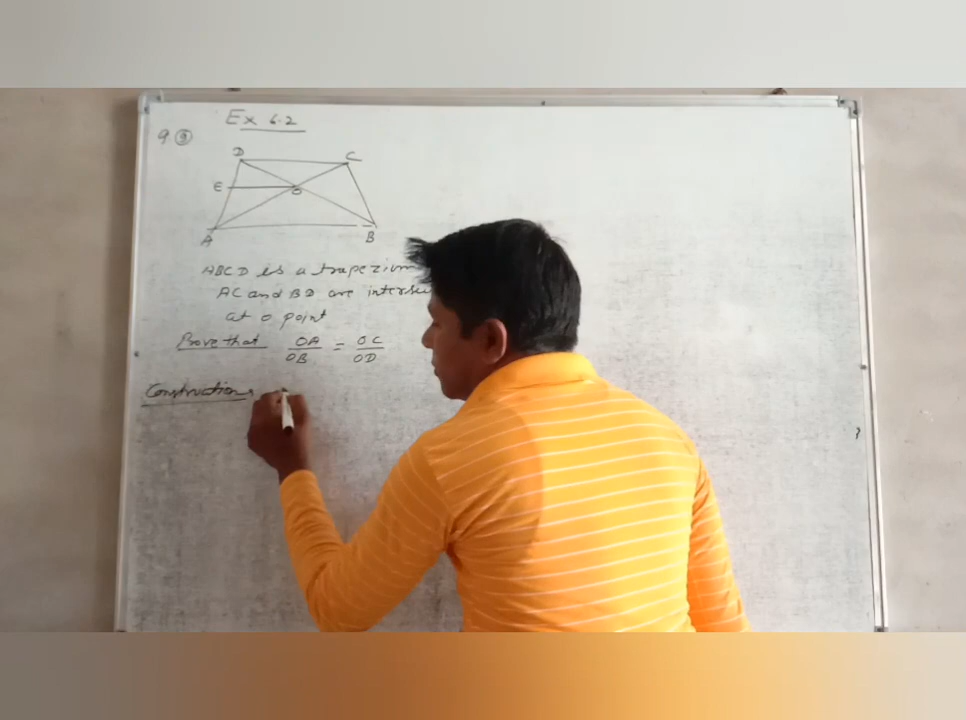 Ex 6.2
Q 9
D C
E O
A B
ABCD is a trapezium
AC and BD are interse
at O point
Prove that OA/OB = OC/OD
Construction: